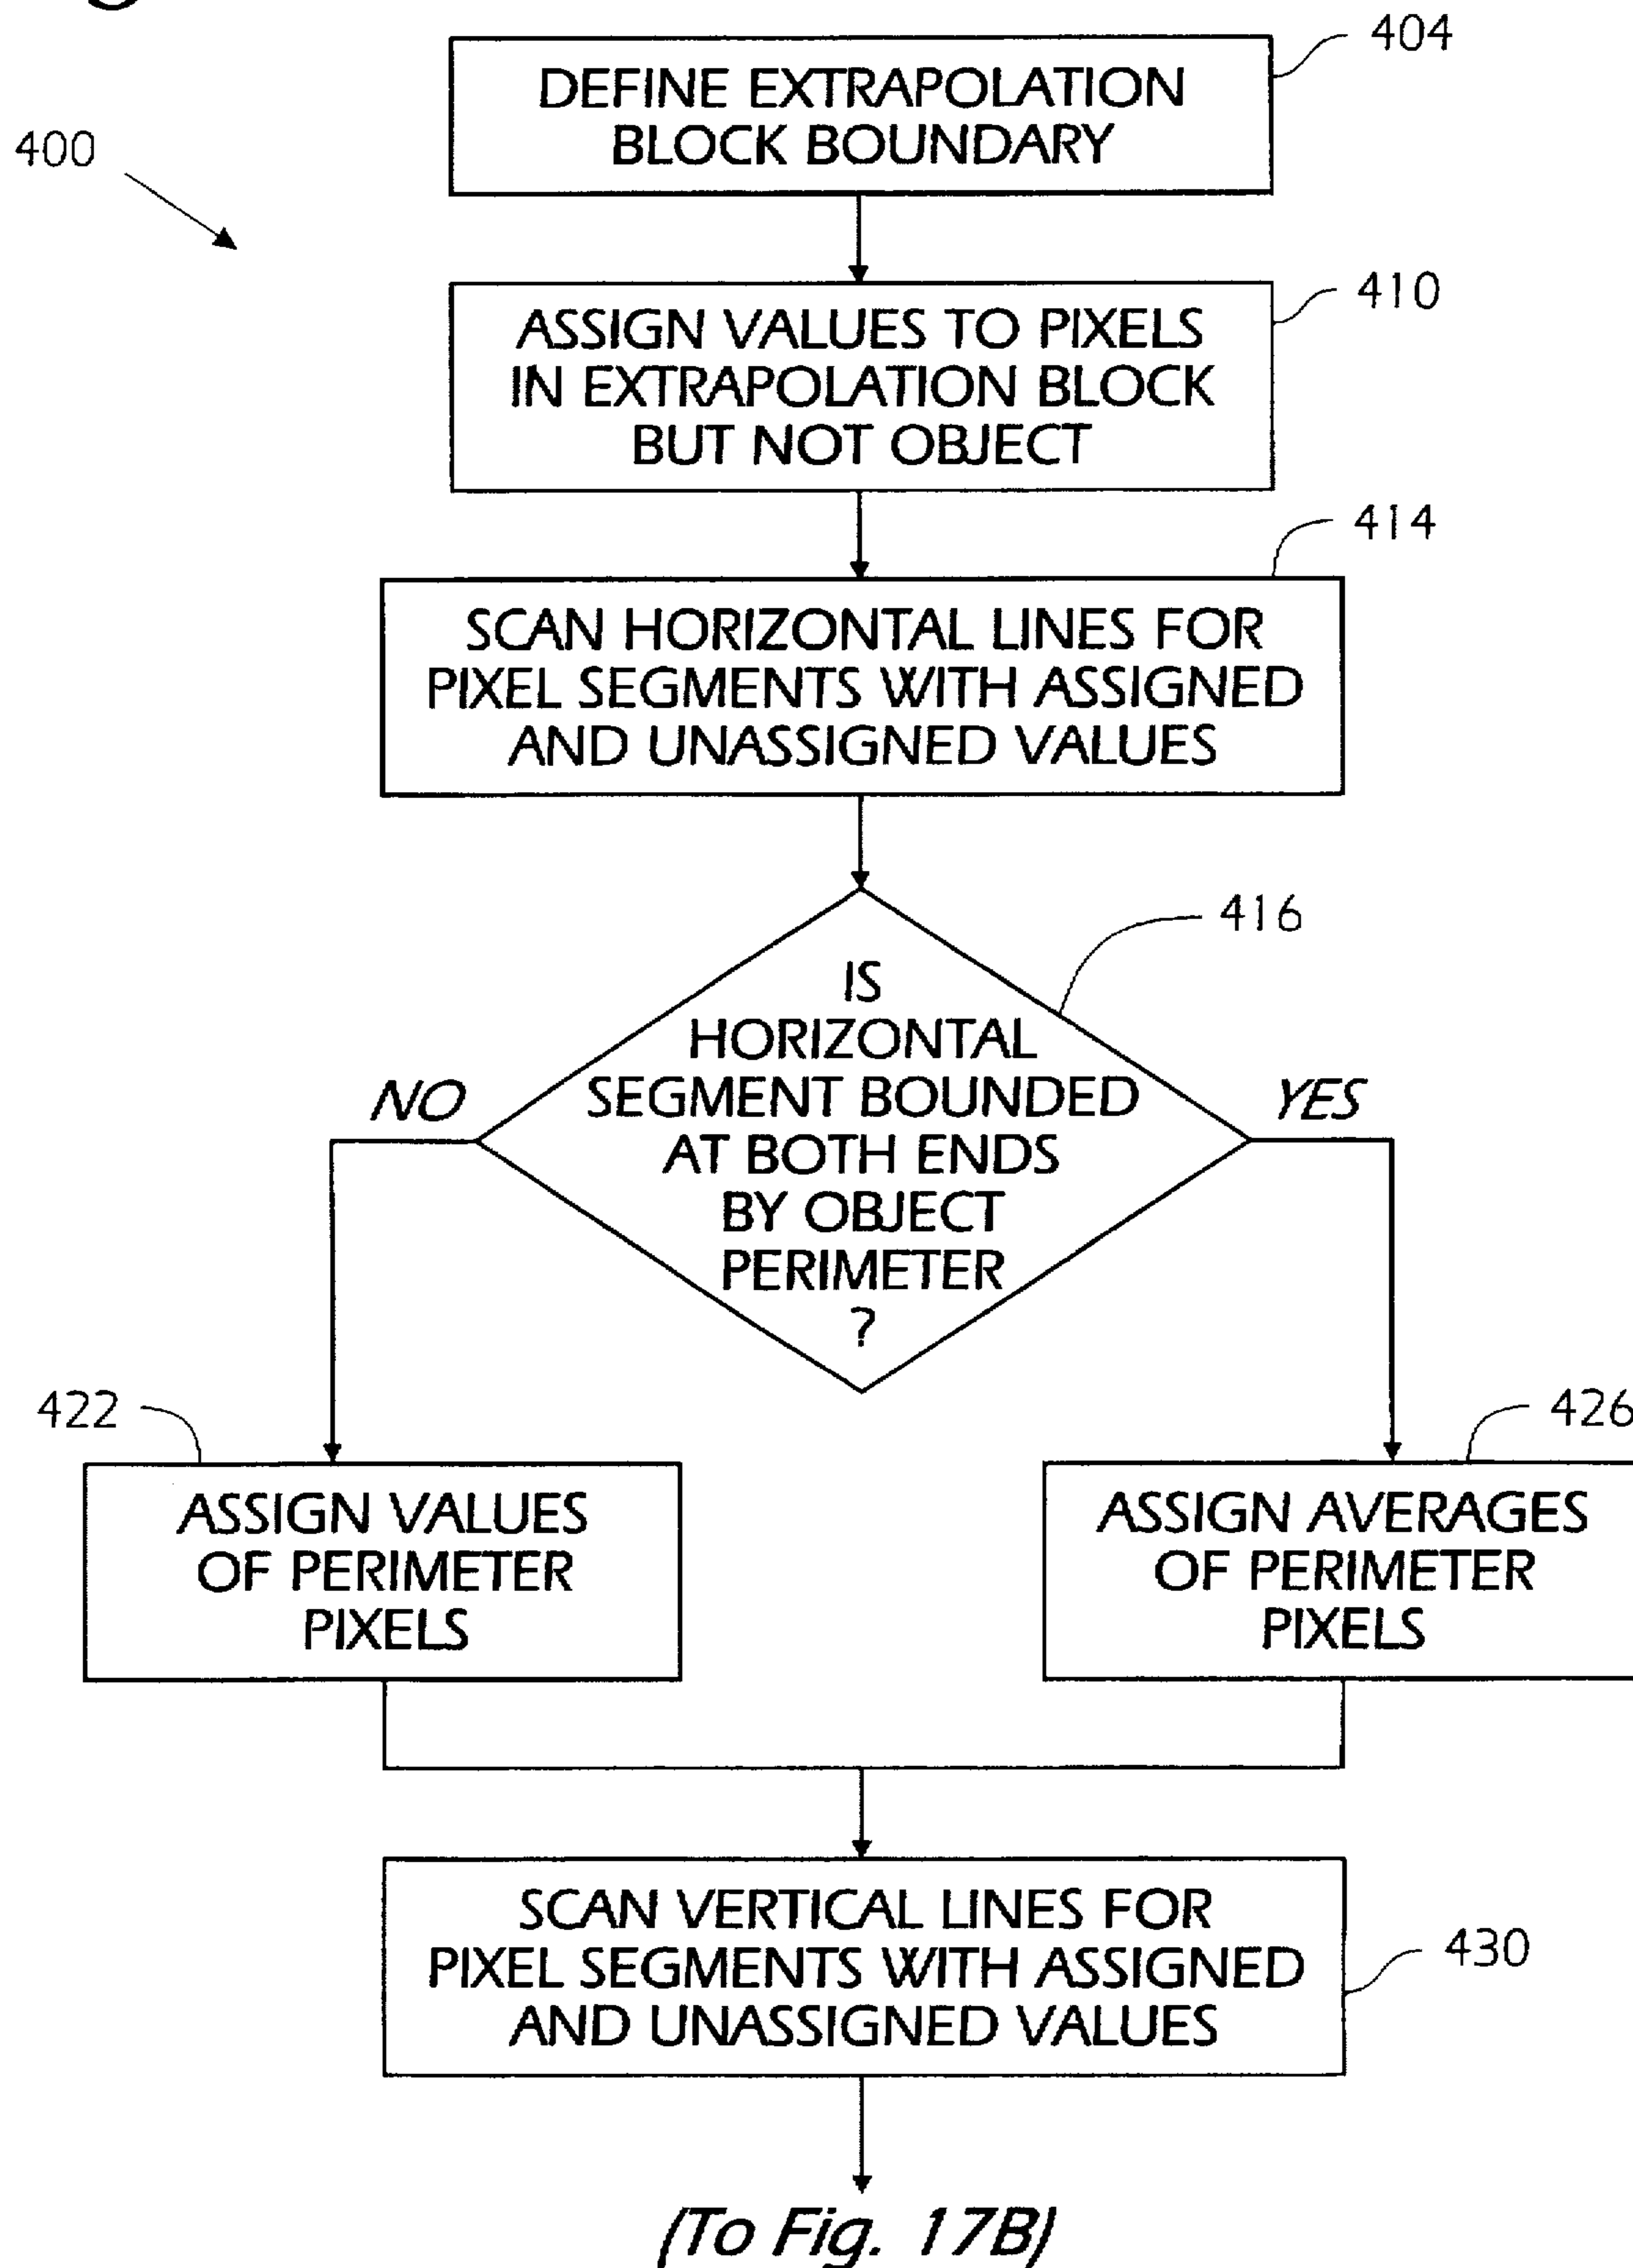 404
DEFINE EXTRAPOLATION
BLOCK BOUNDARY
400
410
ASSIGN VALUES TO PIXELS
IN EXTRAPOLATION BLOCK
BUT NOT OBJECT
414
SCAN HORIZONTAL LINES FOR
PIXEL SEGMENTS WITH ASSIGNED
AND UNASSIGNED VALUES
416
IS
HORIZONTAL
SEGMENT BOUNDED
AT BOTH ENDS
BY OBJECT
PERIMETER
?
NO
YES
422
ASSIGN VALUES
OF PERIMETER
PIXELS
426
ASSIGN AVERAGES
OF PERIMETER
PIXELS
SCAN VERTICAL LINES FOR
PIXEL SEGMENTS WITH ASSIGNED
AND UNASSIGNED VALUES
430
(To Fig. 17B)